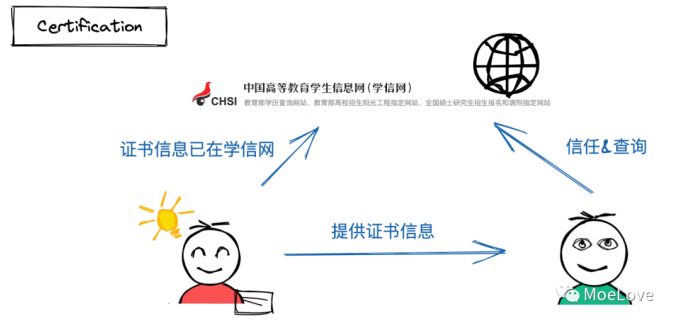 Certification
中国高等教育学生信息网(学信网)
CHSI
教育部学历查询网站、教育部高校招生阳光工程指定网站、全国硕士研究生招生报名和调剂指定网站
证书信息已在学信网
信任&查询
提供证书信息
MoeLove